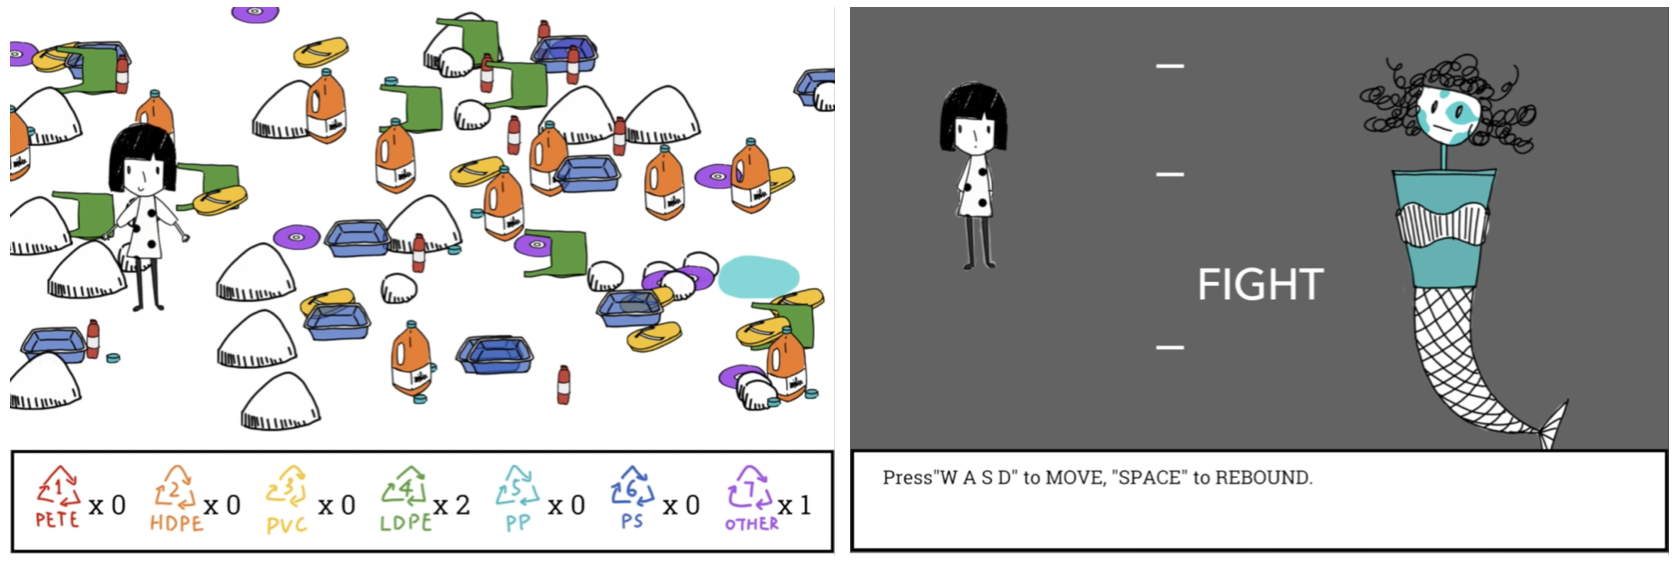 1 PETE x 0
2 HDPE x 0
3 PVC x 0
4 LDPE x 2
5 PP x 0
6 PS x 0
7 OTHER x 1
FIGHT
Press"W A S D" to MOVE, "SPACE" to REBOUND.